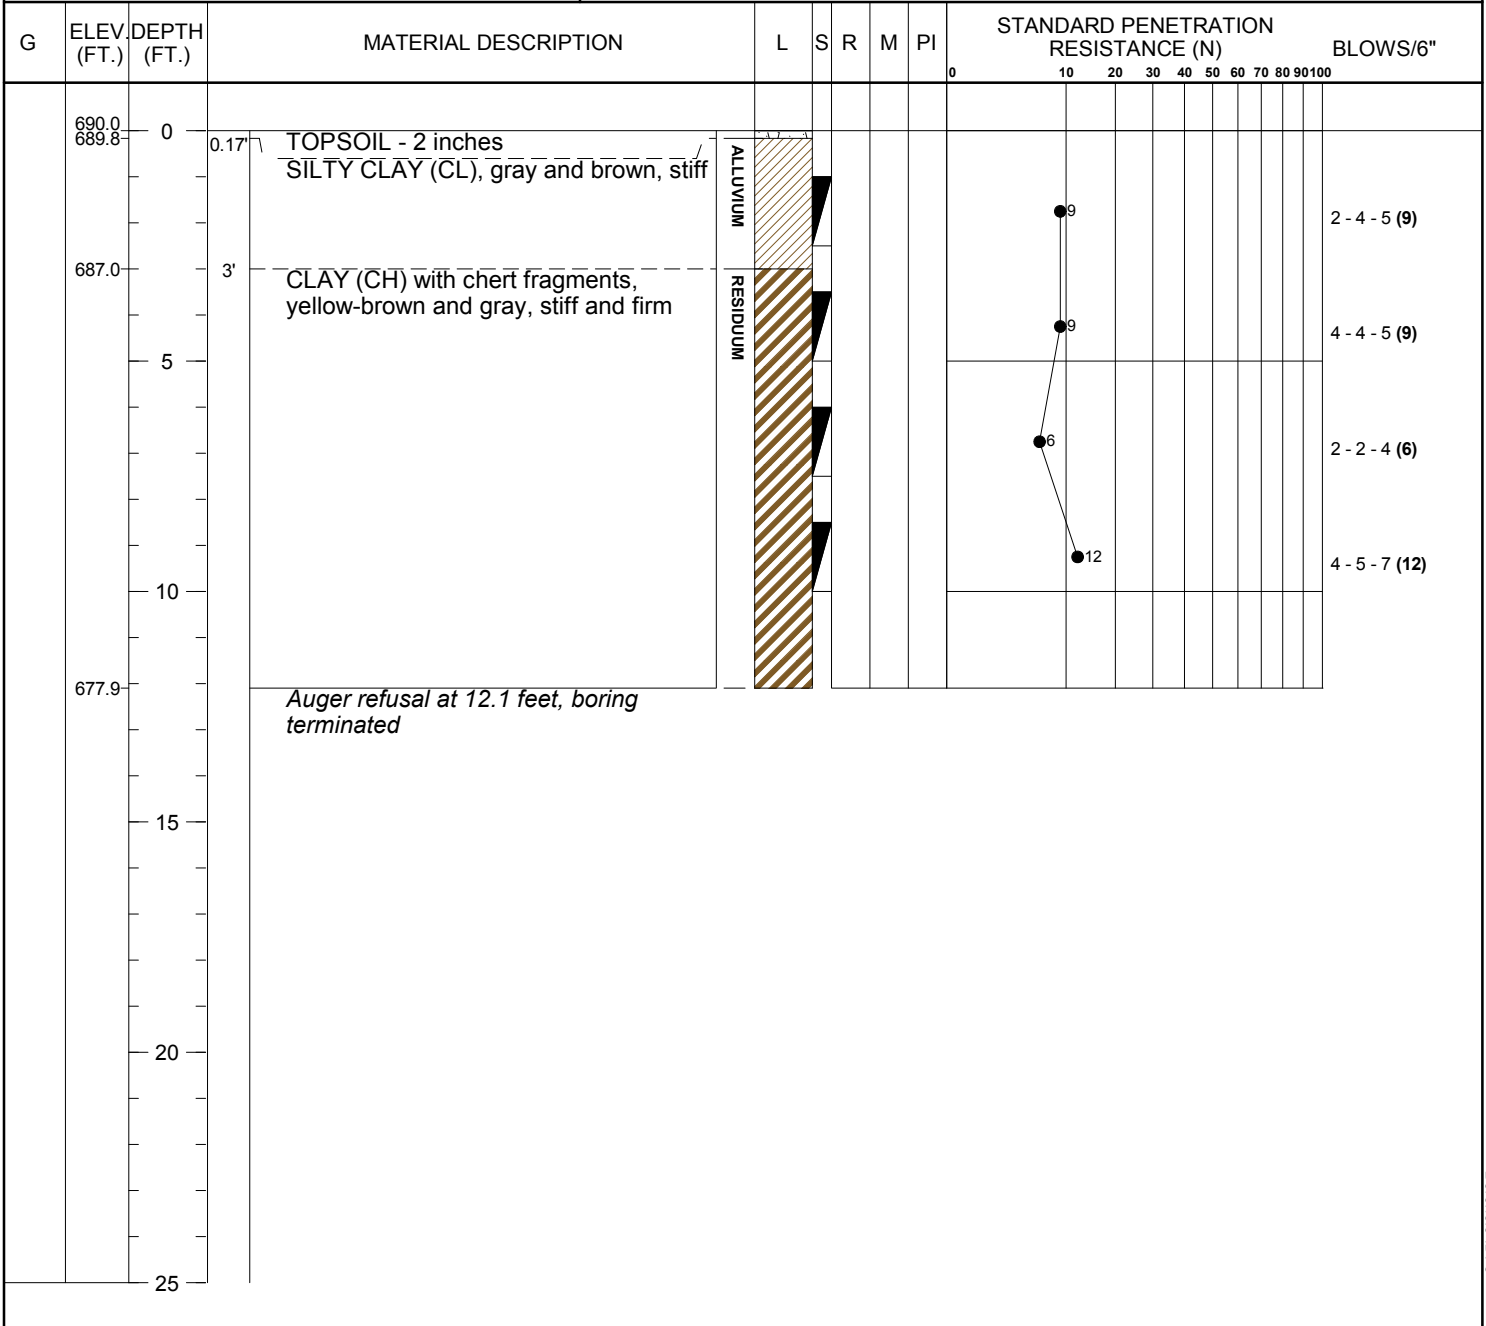 G
ELEV. DEPTH
(FT.) (FT.)
MATERIAL DESCRIPTION
L
S
R
M
PI
STANDARD PENETRATION
RESISTANCE (N)
BLOWS/6"
0 10 20 30 40 50 60 70 80 90 100
690.0
0
689.8
0.17'
TOPSOIL - 2 inches
SILTY CLAY (CL), gray and brown, stiff
ALLUVIUM
9
2 - 4 - 5 (9)
687.0
3'
CLAY (CH) with chert fragments,
yellow-brown and gray, stiff and firm
RESIDUUM
9
4 - 4 - 5 (9)
5
6
2 - 2 - 4 (6)
12
4 - 5 - 7 (12)
10
677.9
Auger refusal at 12.1 feet, boring
terminated
15
20
25